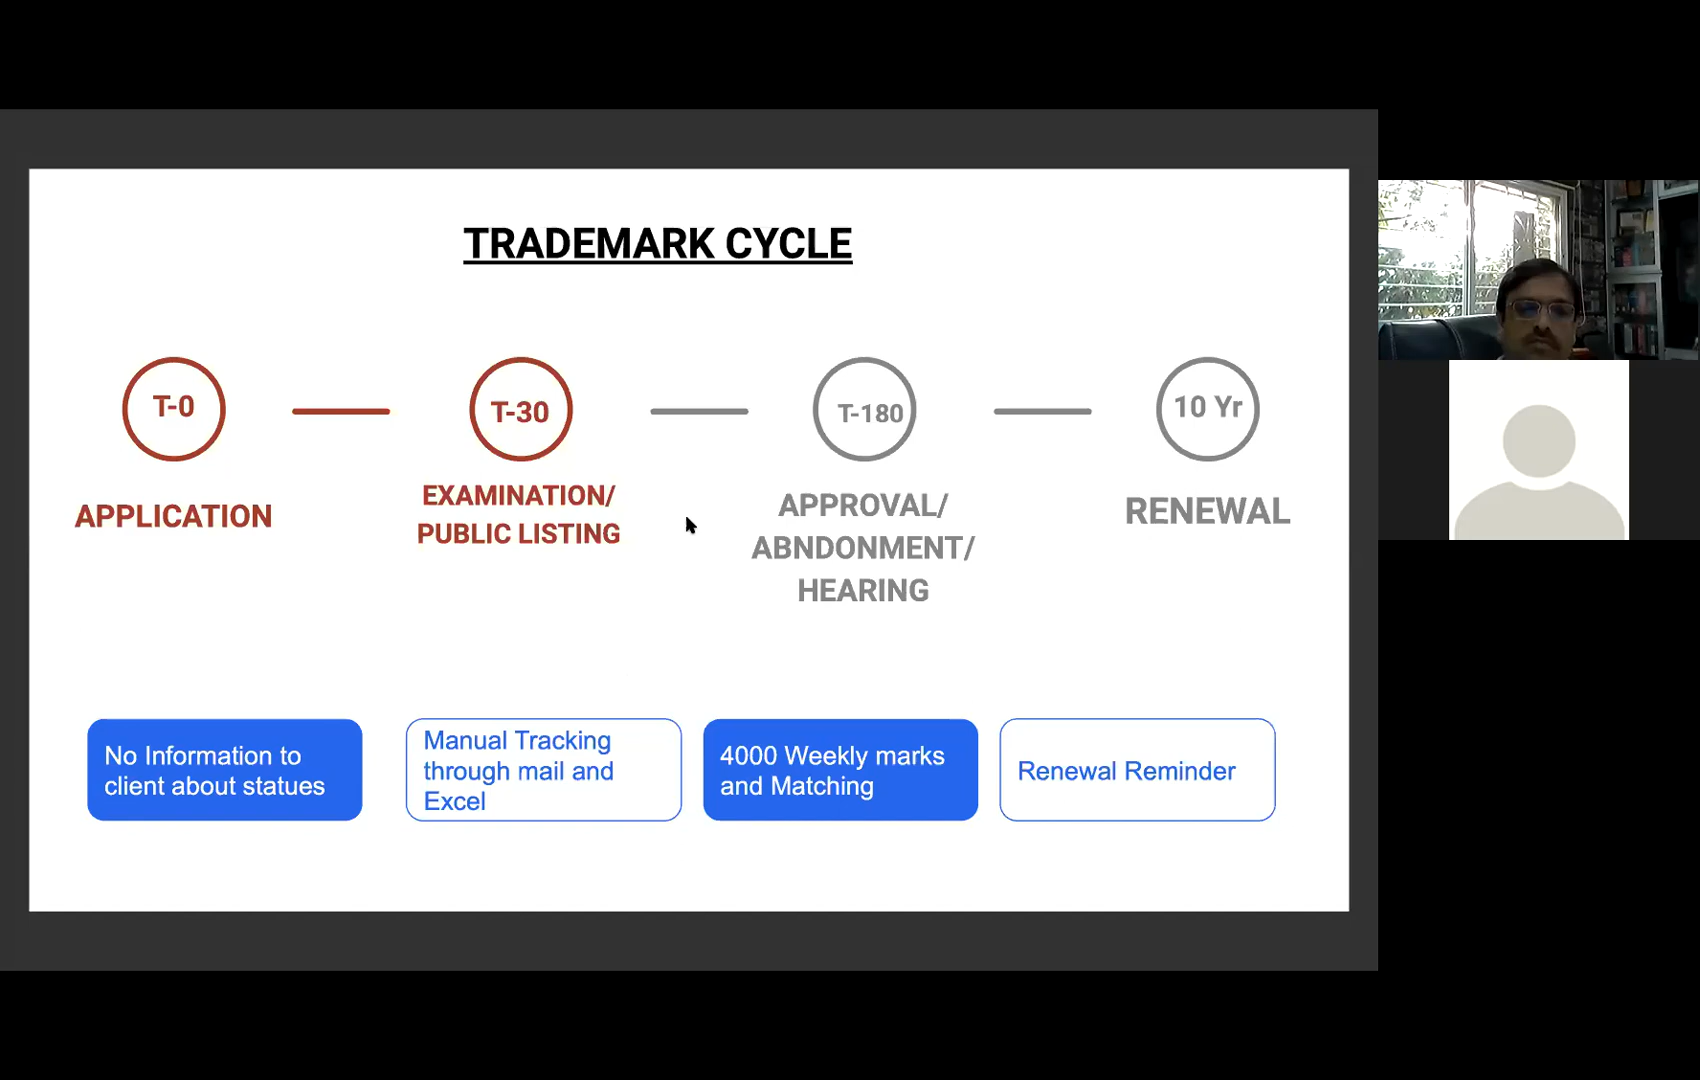 TRADEMARK CYCLE
T-0
T-30
T-180
10 Yr
APPLICATION
EXAMINATION/
PUBLIC LISTING
APPROVAL/
ABNDONMENT/
HEARING
RENEWAL
No Information to
client about statues
Manual Tracking
through mail and
Excel
4000 Weekly marks
and Matching
Renewal Reminder